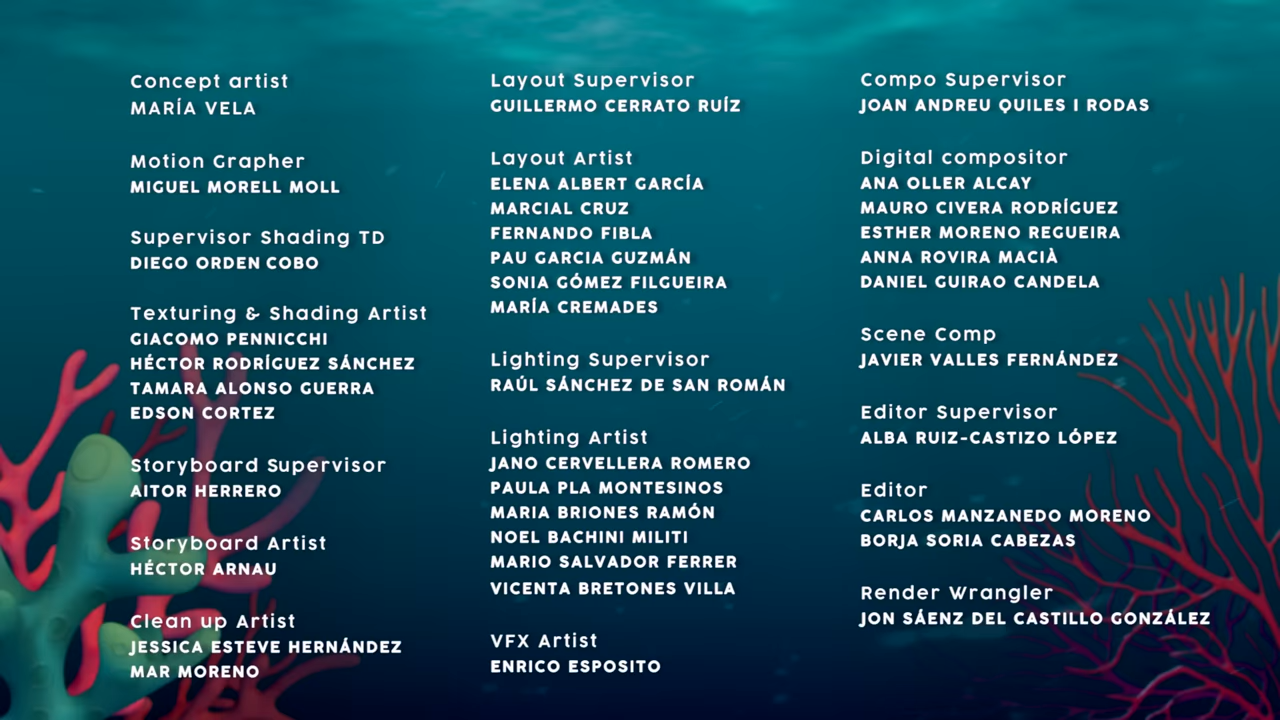 Concept artist
MARÍA VELA
Motion Grapher
MIGUEL MORELL MOLL
Supervisor Shading TD
DIEGO ORDEN COBO
Texturing & Shading Artist
GIACOMO PENNICCHI
HÉCTOR RODRÍGUEZ SÁNCHEZ
TAMARA ALONSO GUERRA
EDSON CORTEZ
Storyboard Supervisor
AITOR HERRERO
Storyboard Artist
HÉCTOR ARNAU
Clean up Artist
JESSICA ESTEVE HERNÁNDEZ
MAR MORENO
Layout Supervisor
GUILLERMO CERRATO RUÍZ
Layout Artist
ELENA ALBERT GARCÍA
MARCIAL CRUZ
FERNANDO FIBLA
PAU GARCIA GUZMÁN
SONIA GÓMEZ FILGUEIRA
MARÍA CREMADES
Lighting Supervisor
RAÚL SÁNCHEZ DE SAN ROMÁN
Lighting Artist
JANO CERVELLERA ROMERO
PAULA PLA MONTESINOS
MARIA BRIONES RAMÓN
NOEL BACHINI MILITI
MARIO SALVADOR FERRER
VICENTA BRETONES VILLA
VFX Artist
ENRICO ESPOSITO
Compo Supervisor
JOAN ANDREU QUILES I RODAS
Digital compositor
ANA OLLER ALCAY
MAURO CIVERA RODRÍGUEZ
ESTHER MORENO REGUEIRA
ANNA ROVIRA MACIÀ
DANIEL GUIRAO CANDELA
Scene Comp
JAVIER VALLES FERNÁNDEZ
Editor Supervisor
ALBA RUIZ-CASTIZO LÓPEZ
Editor
CARLOS MANZANEDO MORENO
BORJA SORIA CABEZAS
Render Wrangler
JON SÁENZ DEL CASTILLO GONZÁLEZ